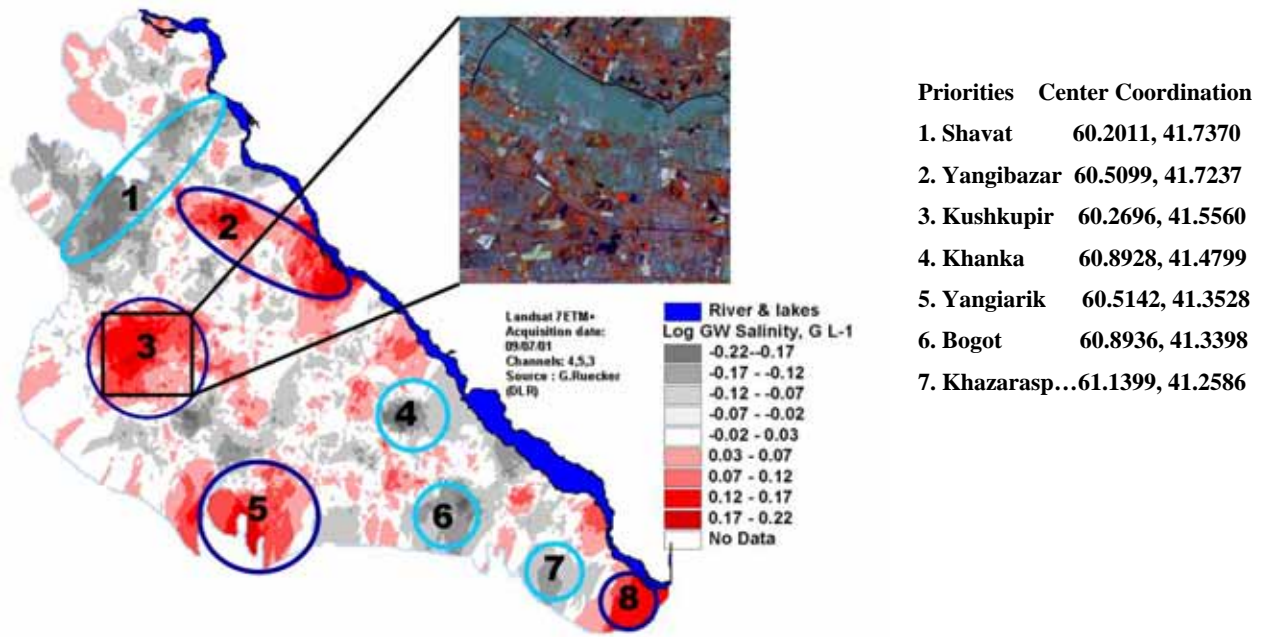 1
2
3
4
5
6
7
8
Landsat 7ETM+
Acquisition date:
09/07/01
Channels: 4,5,3
Source : G.Ruecker
(DLR)
River & lakes
Log GW Salinity, G L-1
-0.22--0.17
-0.17 - -0.12
-0.12 - -0.07
-0.07 - -0.02
-0.02 - 0.03
0.03 - 0.07
0.07 - 0.12
0.12 - 0.17
0.17 - 0.22
No Data
Priorities Center Coordination
1. Shavat 60.2011, 41.7370
2. Yangibazar 60.5099, 41.7237
3. Kushkupir 60.2696, 41.5560
4. Khanka 60.8928, 41.4799
5. Yangiarik 60.5142, 41.3528
6. Bogot 60.8936, 41.3398
7. Khazarasp…61.1399, 41.2586